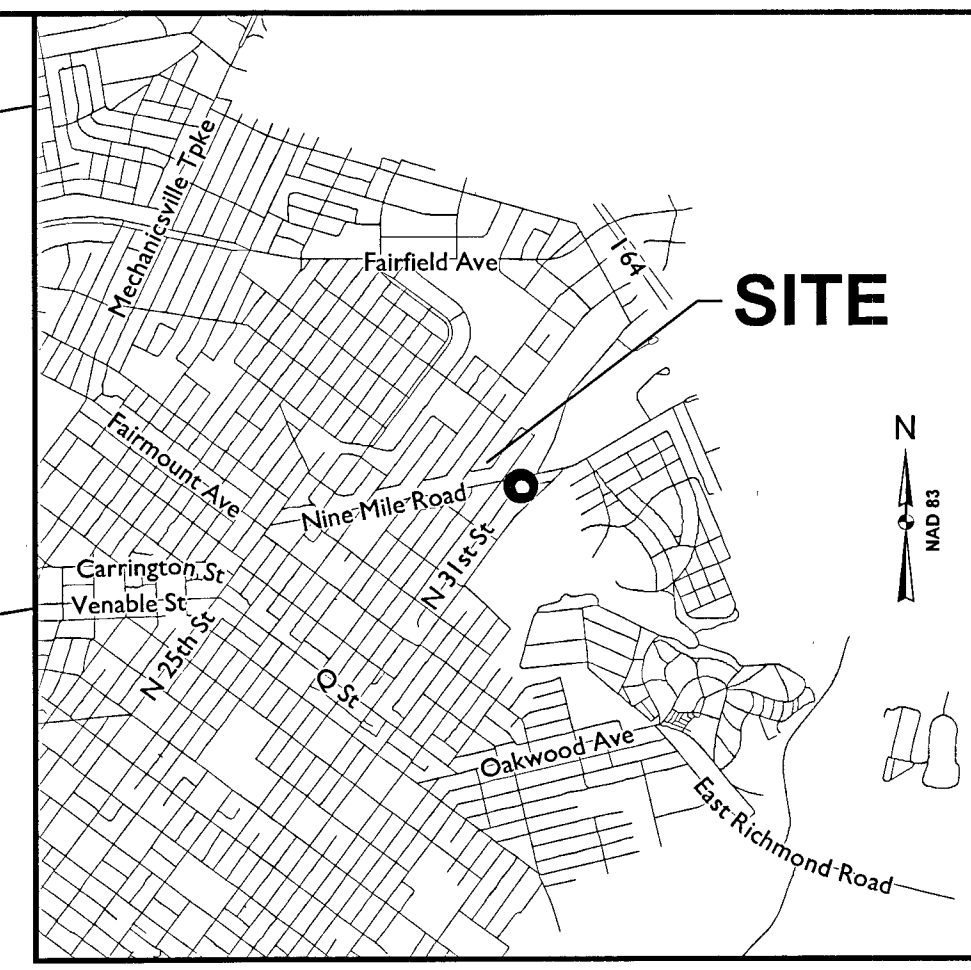 Mechanicsville Tpke
Fairfield Ave
I 64
SITE
N
NAD 83
Fairmount Ave
Nine Mile Road
N 31st St
Carrington St
Venable St
N 25th St
Q St
Oakwood Ave
East Richmond Road